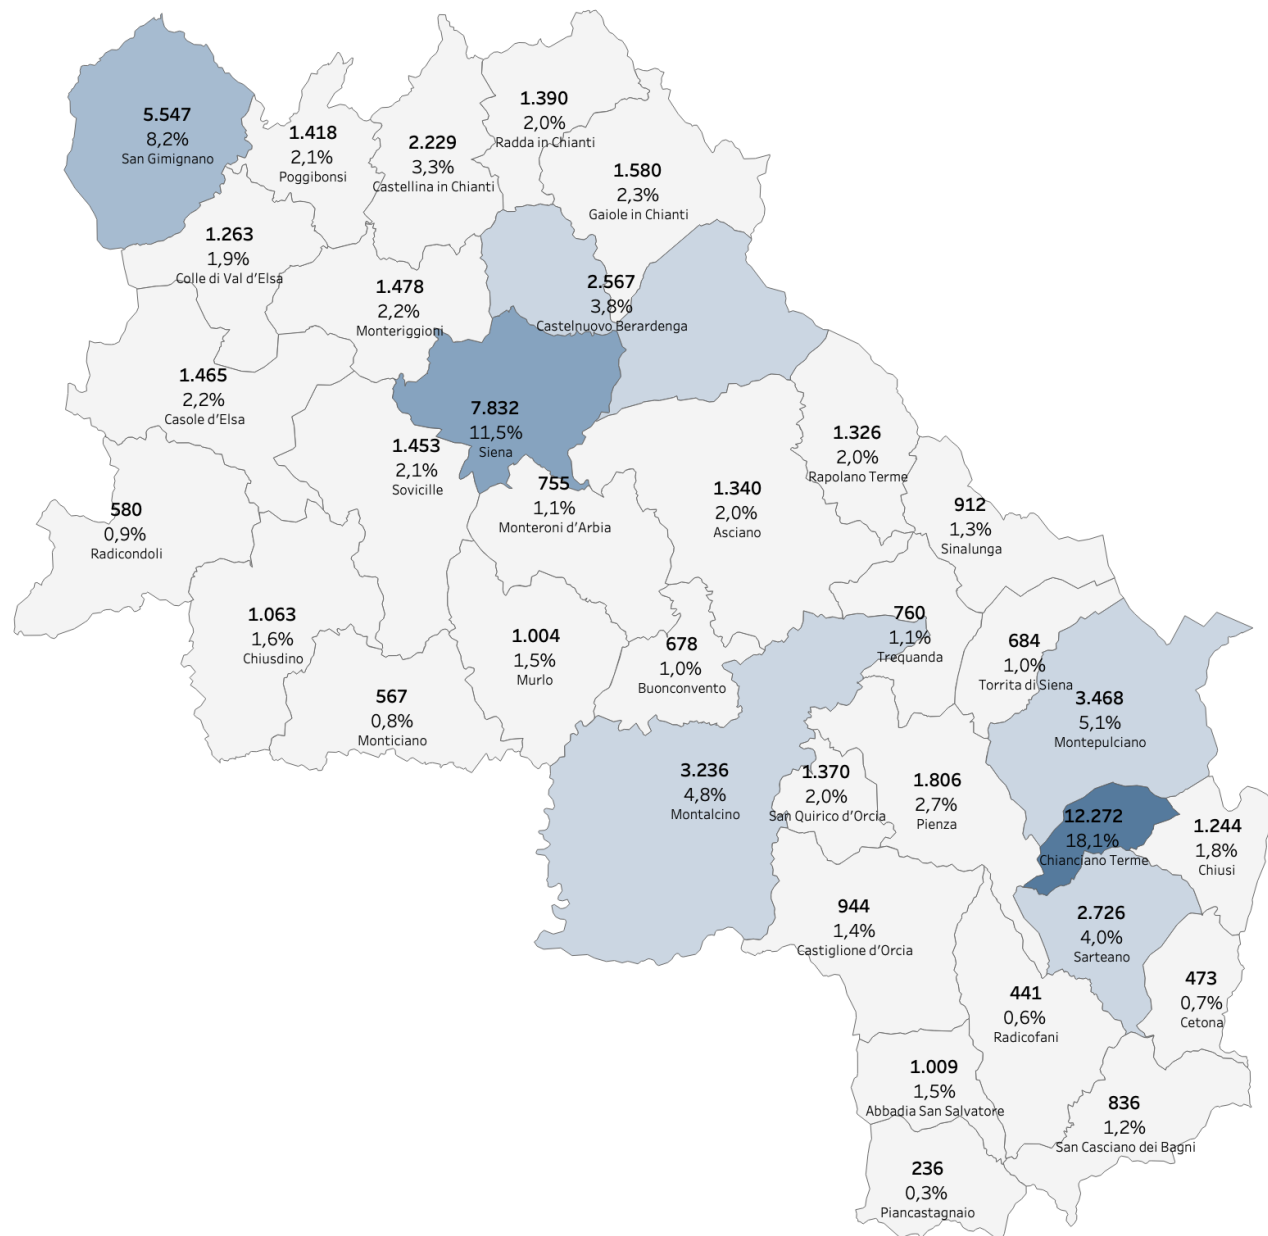 5.547
8,2%
San Gimignano
1.418
2,1%
Poggibonsi
2.229
3,3%
Castellina in Chianti
1.390
2,0%
Radda in Chianti
1.580
2,3%
Gaiole in Chianti
1.263
1,9%
Colle di Val d'Elsa
1.478
2,2%
Monteriggioni
2.567
3,8%
Castelnuovo Berardenga
1.465
2,2%
Casole d'Elsa
7.832
11,5%
Siena
1.453
2,1%
Sovicille
1.326
2,0%
Rapolano Terme
755
1,1%
Monteroni d'Arbia
1.340
2,0%
Asciano
912
1,3%
Sinalunga
580
0,9%
Radicondoli
1.063
1,6%
Chiusdino
1.004
1,5%
Murlo
678
1,0%
Buonconvento
760
1,1%
Trequanda
684
1,0%
Torrita di Siena
567
0,8%
Monticiano
3.468
5,1%
Montepulciano
3.236
4,8%
Montalcino
1.370
2,0%
San Quirico d'Orcia
1.806
2,7%
Pienza
12.272
18,1%
Chianciano Terme
1.244
1,8%
Chiusi
944
1,4%
Castiglione d'Orcia
2.726
4,0%
Sarteano
473
0,7%
Cetona
441
0,6%
Radicofani
1.009
1,5%
Abbadia San Salvatore
836
1,2%
San Casciano dei Bagni
236
0,3%
Piancastagnaio